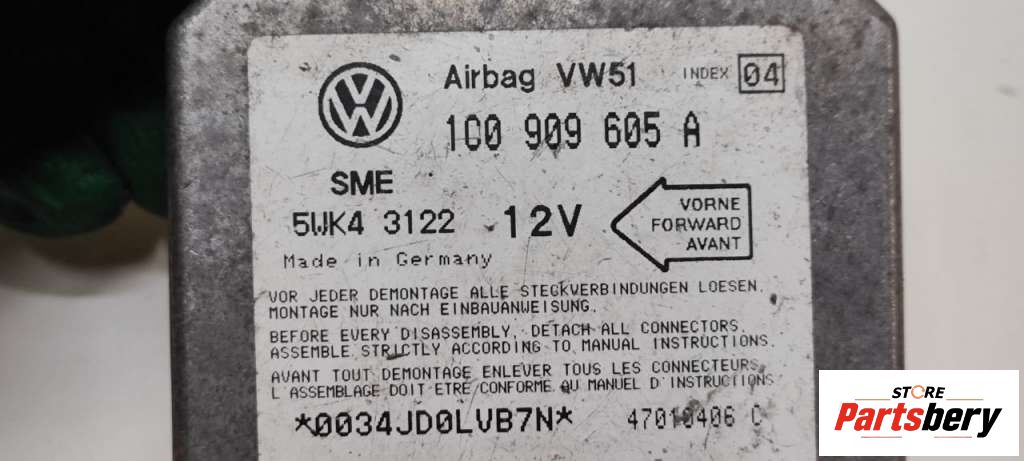 Airbag VW51 INDEX 04
1C0 909 605 A
SME
5WK4 3122 12V
VORNE
FORWARD
AVANT
Made in Germany
VOR JEDER DEMONTAGE ALLE STECKVERBINDUNGEN LOESEN.
MONTAGE NUR NACH EINBAUANWEISUNG.
BEFORE EVERY DISASSEMBLY, DETACH ALL CONNECTORS.
ASSEMBLE STRICTLY ACCORDING TO MANUAL INSTRUCTIONS.
AVANT TOUT DEMONTAGE ENLEVER TOUS LES CONNECTEURS,
L'ASSEMBLAGE DOIT ETRE CONFORME AU MANUEL D'INSTRUCTIONS
*0034JD0LVB7N* 47010406 C
STORE
Partsbery